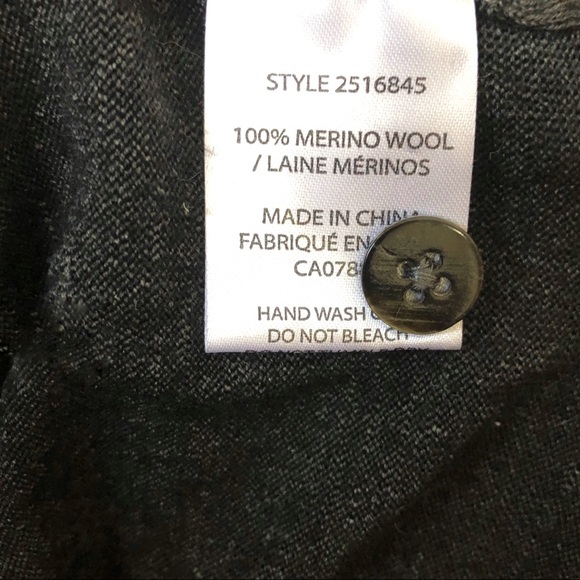 STYLE 2516845
100% MERINO WOOL
/ LAINE MÉRINOS
MADE IN CHINA
FABRIQUÉ EN
CA078
HAND WASH
DO NOT BLEACH